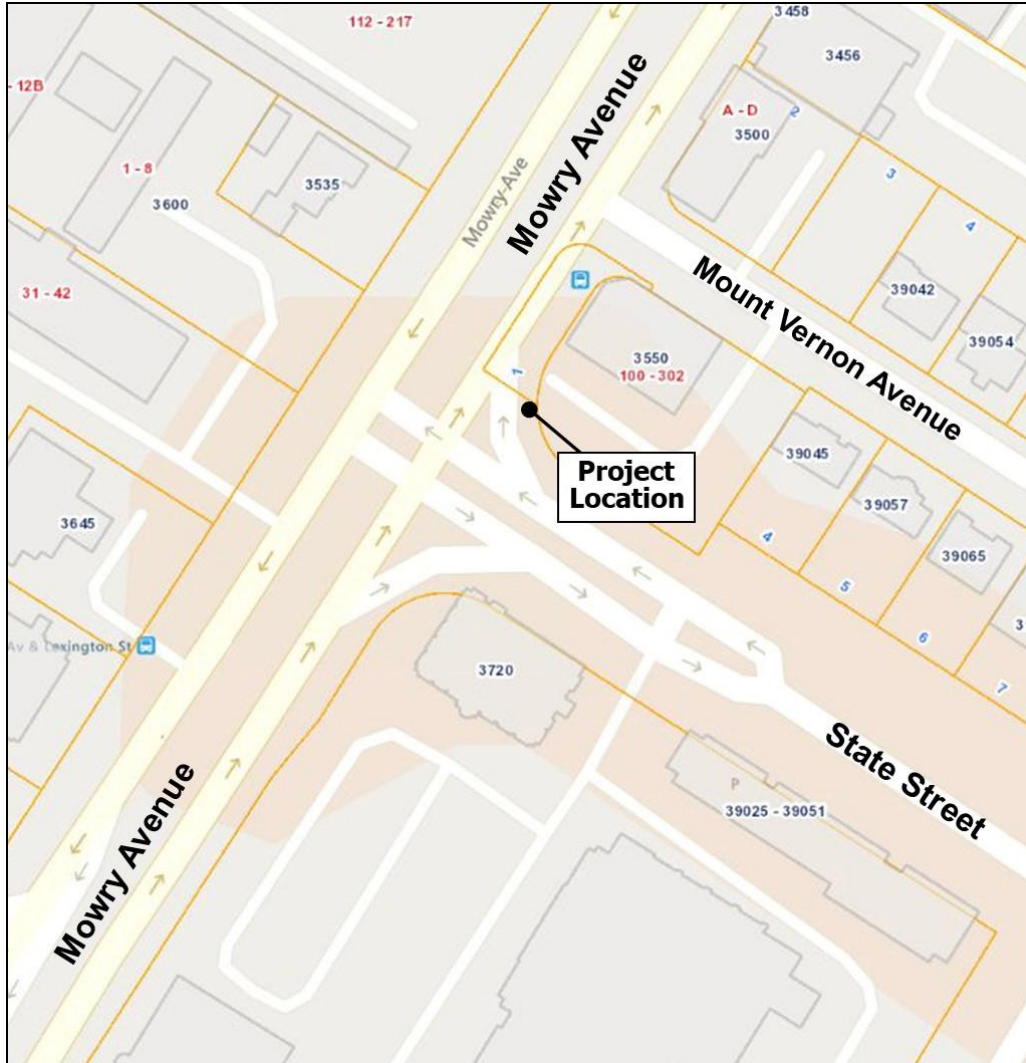 112 - 217
3458
3456
- 12B
A - D
3500
2
1 - 8
3535
3
3600
Mowry-Ave
Mowry Avenue
4
31 - 42
Mount Vernon Avenue
39042
39054
3550
100 - 302
1
Project
Location
39045
39057
39065
3645
4
5
6
7
31
Av & Lexington St
3720
State Street
P
39025 - 39051
Mowry Avenue